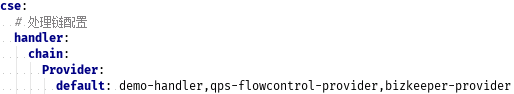 cse:
  # 处理链配置
  handler:
    chain:
      Provider:
        default: demo-handler,qps-flowcontrol-provider,bizkeeper-provider